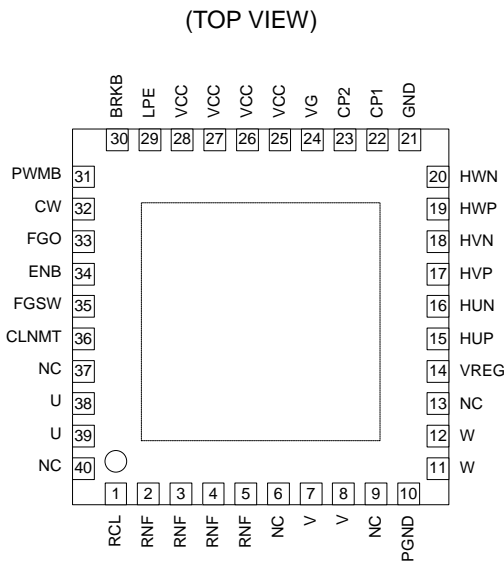 (TOP VIEW)
BRKB LPE VCC VCC VCC VCC VG CP2 CP1 GND
30 29 28 27 26 25 24 23 22 21
PWMB 31 20 HWN
CW 32 19 HWP
FGO 33 18 HVN
ENB 34 17 HVP
FGSW 35 16 HUN
CLNMT 36 15 HUP
NC 37 14 VREG
U 38 13 NC
U 39 12 W
NC 40 11 W
1 2 3 4 5 6 7 8 9 10
RCL RNF RNF RNF RNF NC V V NC PGND